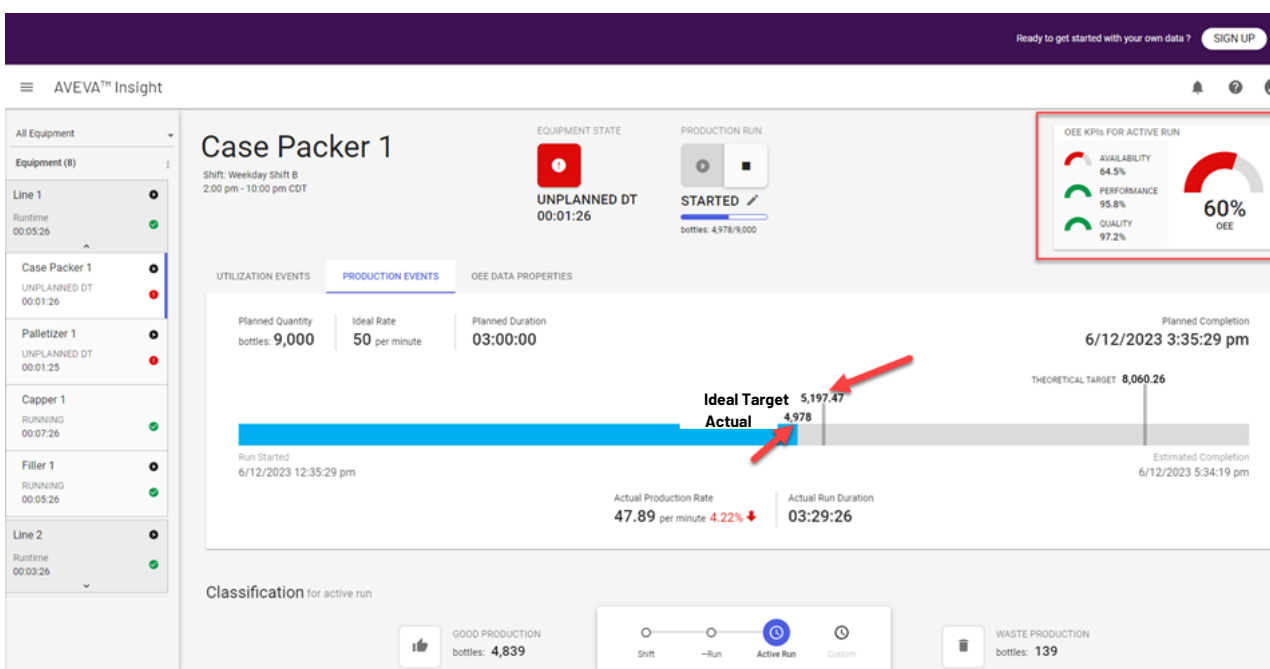 Ready to get started with your own data ?
SIGN UP
AVEVA™ Insight
All Equipment
Equipment (8)
Line 1
Runtime
00:05:26
Case Packer 1
UNPLANNED DT
00:01:26
Palletizer 1
UNPLANNED DT
00:01:25
Capper 1
RUNNING
00:07:26
Filler 1
RUNNING
00:05:26
Line 2
Runtime
00:03:26
Case Packer 1
Shift: Weekday Shift B
2:00 pm - 10:00 pm CDT
EQUIPMENT STATE
UNPLANNED DT
00:01:26
PRODUCTION RUN
STARTED
bottles: 4,978/9,000
OEE KPIs FOR ACTIVE RUN
AVAILABILITY
64.5%
PERFORMANCE
95.8%
QUALITY
97.2%
60%
OEE
UTILIZATION EVENTS
PRODUCTION EVENTS
OEE DATA PROPERTIES
Planned Quantity
bottles: 9,000
Ideal Rate
50 per minute
Planned Duration
03:00:00
Planned Completion
6/12/2023 3:35:29 pm
THEORETICAL TARGET 8,060.26
Ideal Target 5,197.47
Actual 4,978
Run Started
6/12/2023 12:35:29 pm
Estimated Completion
6/12/2023 5:34:19 pm
Actual Production Rate
47.89 per minute 4.22%
Actual Run Duration
03:29:26
Classification for active run
GOOD PRODUCTION
bottles: 4,839
Shift
~Run
Active Run
Custom
WASTE PRODUCTION
bottles: 139